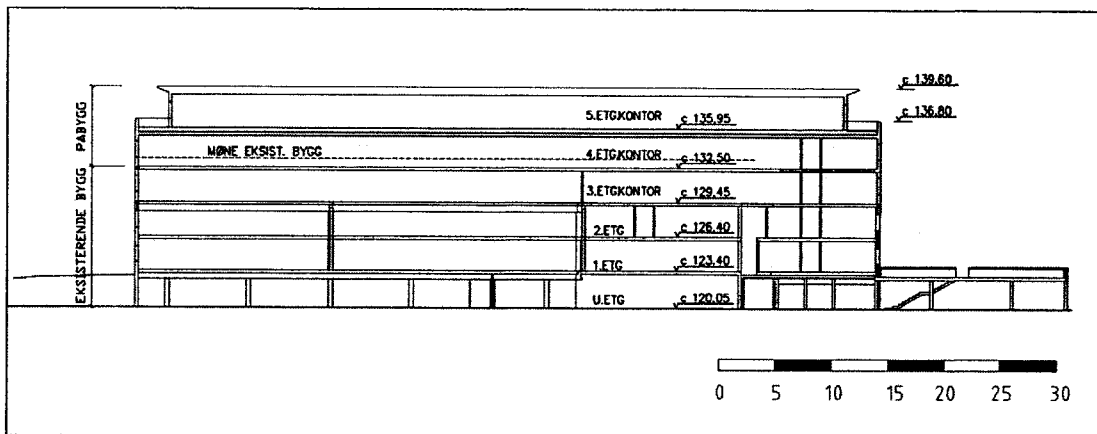 c 139.60
c 136.80
5.ETG.KONTOR c 135.95
MØNE EKSIST. BYGG 4.ETG.KONTOR c 132.50
3.ETG.KONTOR c 129.45
2.ETG c 126.40
1.ETG c 123.40
U.ETG c 120.05
PABYGG
EKSISTERENDE BYGG
0 5 10 15 20 25 30